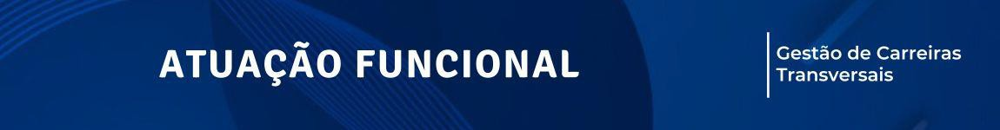 ATUAÇÃO FUNCIONAL
Gestão de Carreiras
Transversais